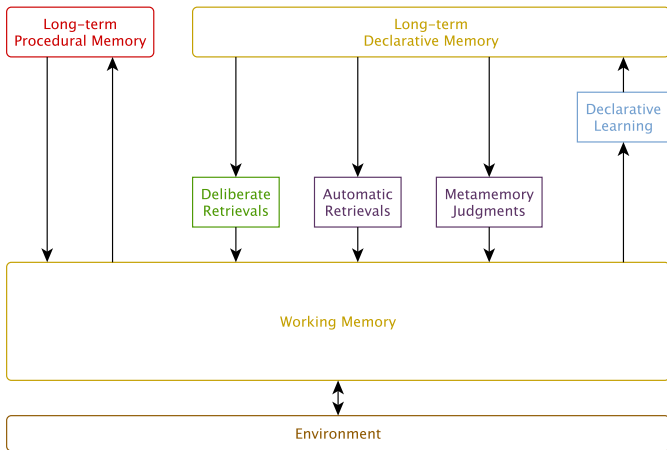 Long-term
Procedural Memory
Long-term
Declarative Memory
Declarative
Learning
Deliberate
Retrievals
Automatic
Retrievals
Metamemory
Judgments
Working Memory
Environment